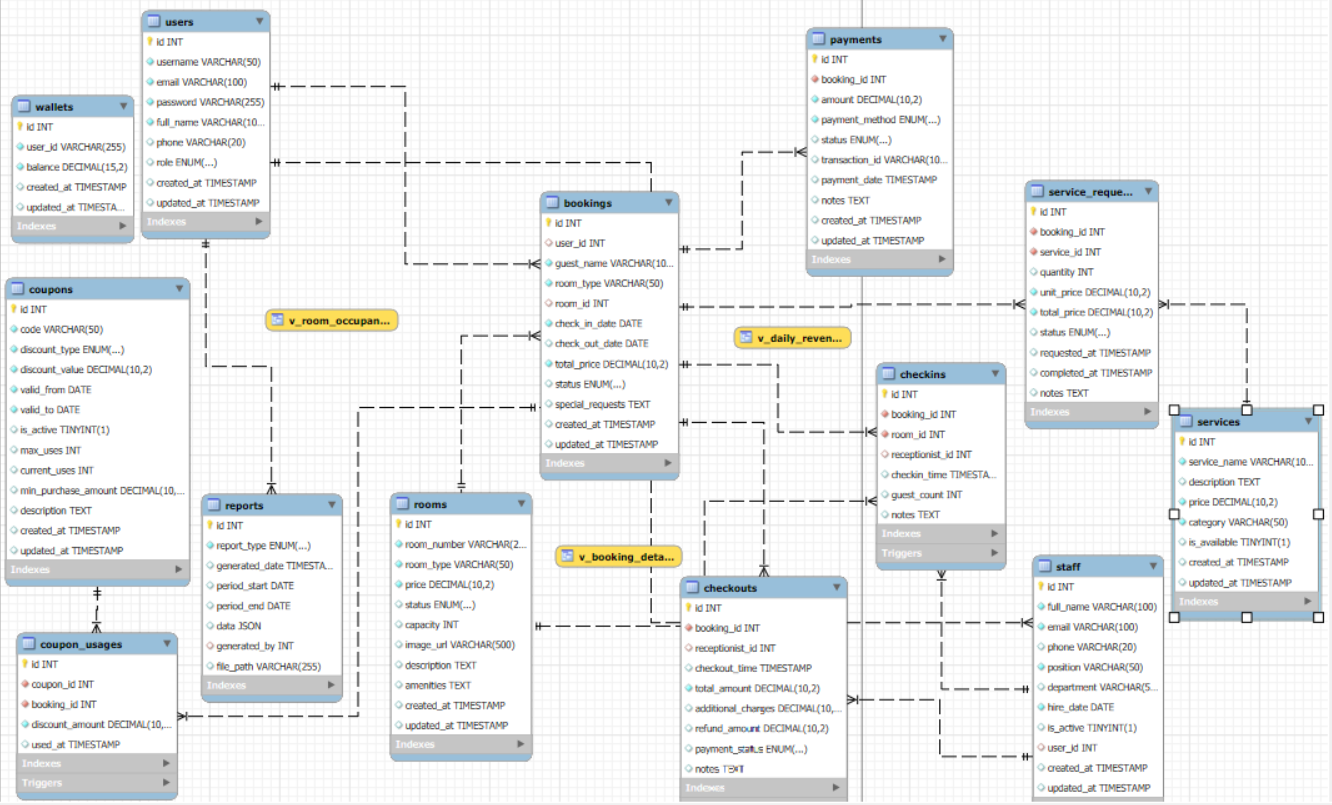 users
id INT
username VARCHAR(50)
email VARCHAR(100)
password VARCHAR(255)
full_name VARCHAR(10...
phone VARCHAR(20)
role ENUM(...)
created_at TIMESTAMP
updated_at TIMESTAMP
Indexes
wallets
id INT
user_id VARCHAR(255)
balance DECIMAL(15,2)
created_at TIMESTAMP
updated_at TIMESTA...
Indexes
payments
id INT
booking_id INT
amount DECIMAL(10,2)
payment_method ENUM(...)
status ENUM(...)
transaction_id VARCHAR(10...
payment_date TIMESTAMP
notes TEXT
created_at TIMESTAMP
updated_at TIMESTAMP
Indexes
bookings
id INT
user_id INT
guest_name VARCHAR(10...
room_type VARCHAR(50)
room_id INT
check_in_date DATE
check_out_date DATE
total_price DECIMAL(10,2)
status ENUM(...)
special_requests TEXT
created_at TIMESTAMP
updated_at TIMESTAMP
Indexes
service_reque...
id INT
booking_id INT
service_id INT
quantity INT
unit_price DECIMAL(10,2)
total_price DECIMAL(10,2)
status ENUM(...)
requested_at TIMESTAMP
completed_at TIMESTAMP
notes TEXT
Indexes
coupons
id INT
code VARCHAR(50)
discount_type ENUM(...)
discount_value DECIMAL(10,2)
valid_from DATE
valid_to DATE
is_active TINYINT(1)
max_uses INT
current_uses INT
min_purchase_amount DECIMAL(10,...
description TEXT
created_at TIMESTAMP
updated_at TIMESTAMP
Indexes
v_room_occupan...
v_daily_reven...
checkins
id INT
booking_id INT
room_id INT
receptionist_id INT
checkin_time TIMESTA...
guest_count INT
notes TEXT
Indexes
Triggers
services
id INT
service_name VARCHAR(10...
description TEXT
price DECIMAL(10,2)
category VARCHAR(50)
is_available TINYINT(1)
created_at TIMESTAMP
updated_at TIMESTAMP
Indexes
reports
id INT
report_type ENUM(...)
generated_date TIMESTA...
period_start DATE
period_end DATE
data JSON
generated_by INT
file_path VARCHAR(255)
Indexes
rooms
id INT
room_number VARCHAR(2...
room_type VARCHAR(50)
price DECIMAL(10,2)
status ENUM(...)
capacity INT
image_url VARCHAR(500)
description TEXT
amenities TEXT
created_at TIMESTAMP
updated_at TIMESTAMP
Indexes
v_booking_deta...
checkouts
id INT
booking_id INT
receptionist_id INT
checkout_time TIMESTAMP
total_amount DECIMAL(10,2)
additional_charges DECIMAL(10,...
refund_amount DECIMAL(10,2)
payment_status ENUM(...)
notes TEXT
Indexes
staff
id INT
full_name VARCHAR(100)
email VARCHAR(100)
phone VARCHAR(20)
position VARCHAR(50)
department VARCHAR(5...
hire_date DATE
is_active TINYINT(1)
user_id INT
created_at TIMESTAMP
updated_at TIMESTAMP
coupon_usages
id INT
coupon_id INT
booking_id INT
discount_amount DECIMAL(10,...
used_at TIMESTAMP
Indexes
Triggers